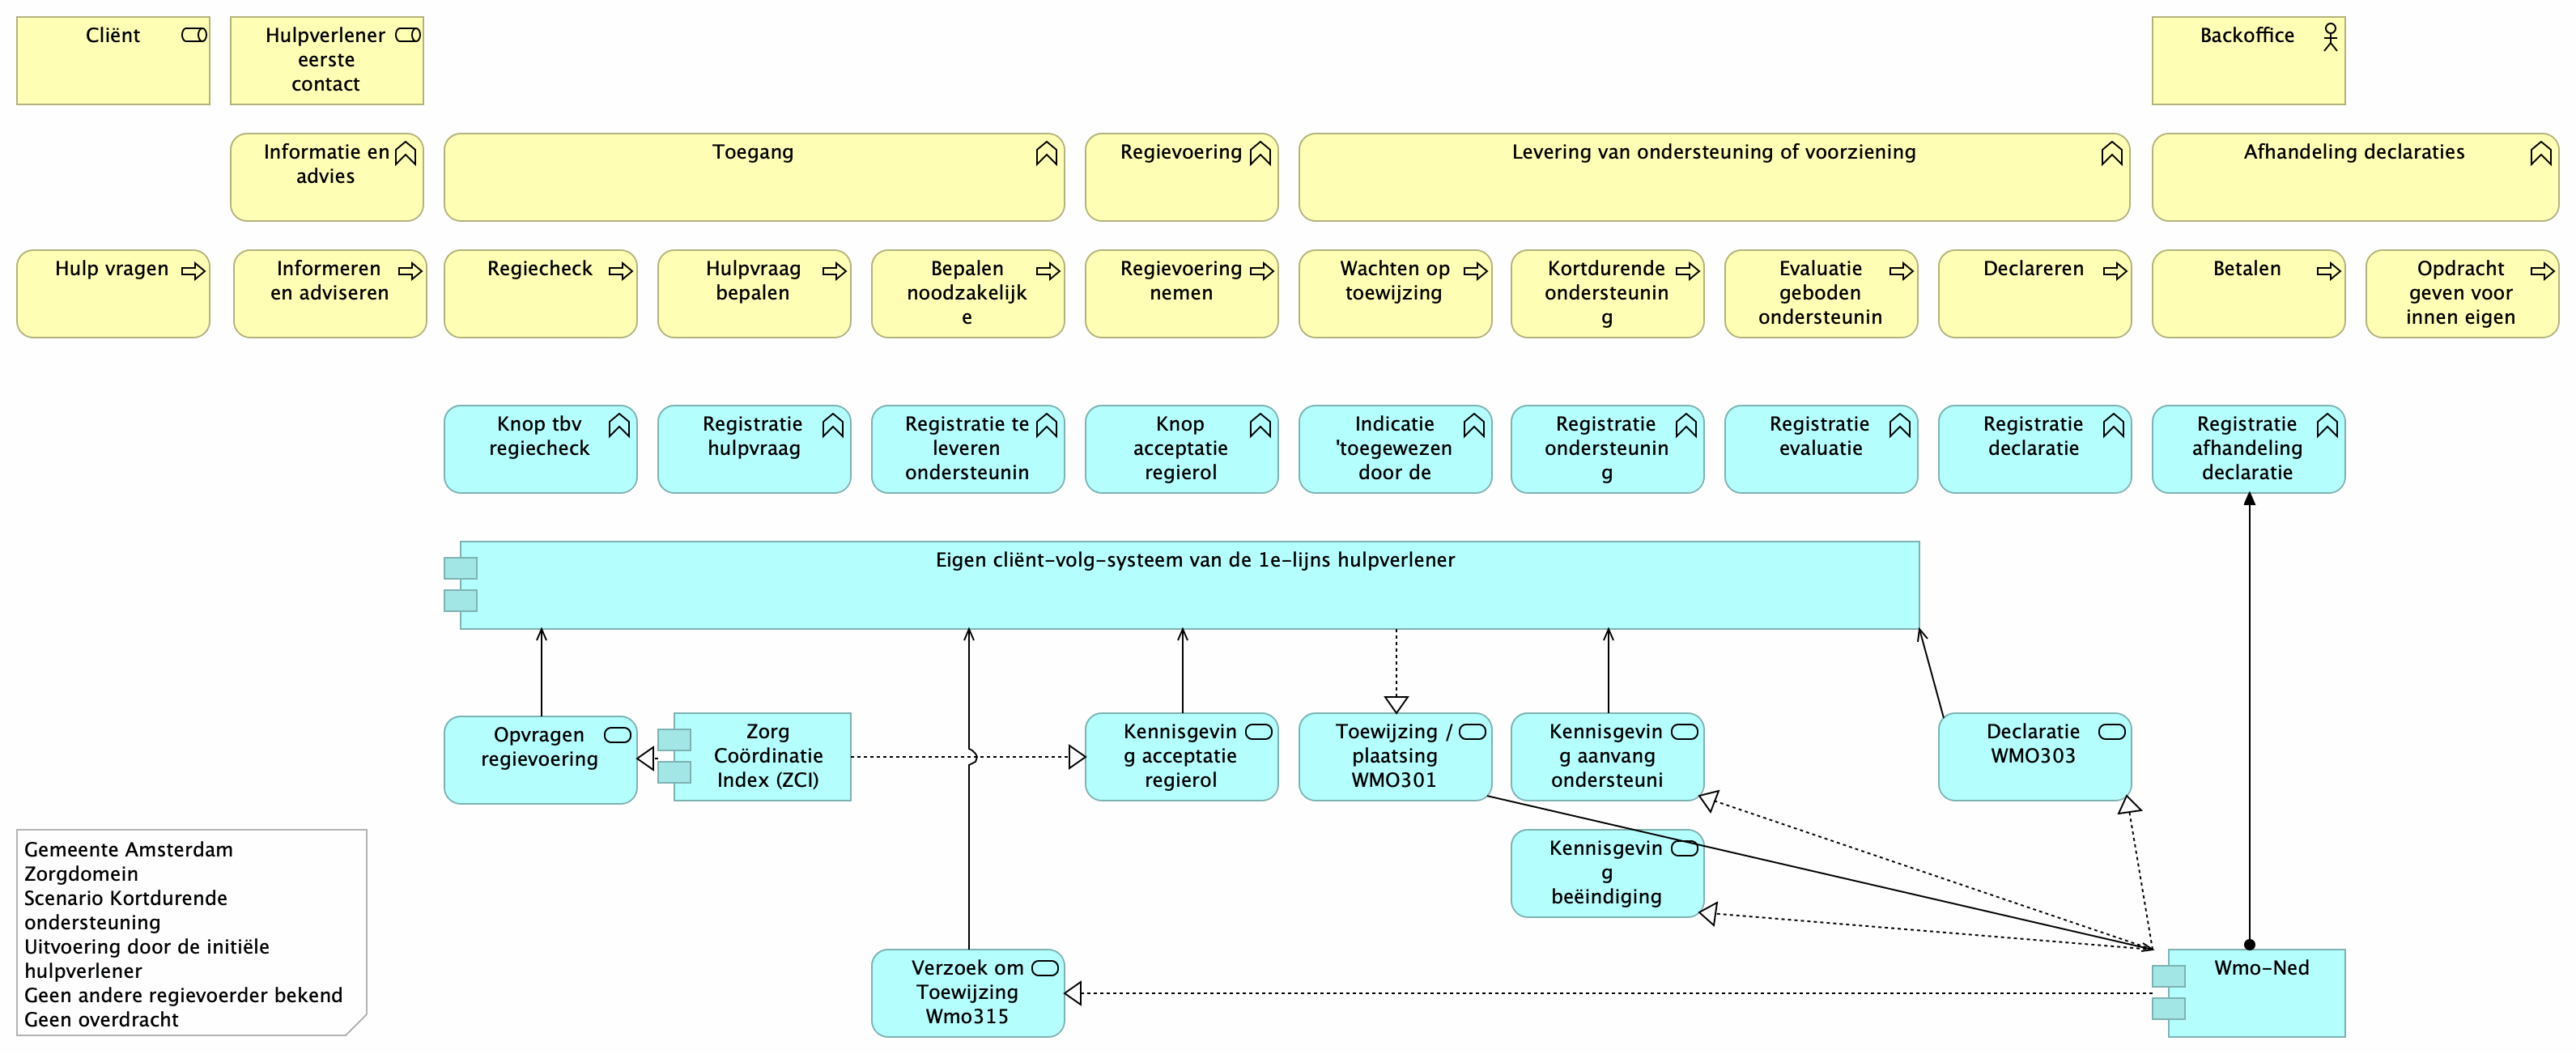 Cliënt
Hulpverlener
eerste
contact
Backoffice
Informatie en
advies
Toegang
Regievoering
Levering van ondersteuning of voorziening
Afhandeling declaraties
Hulp vragen
Informeren
en adviseren
Regiecheck
Hulpvraag
bepalen
Bepalen
noodzakelijk
e
Regievoering
nemen
Wachten op
toewijzing
Kortdurende
ondersteunin
g
Evaluatie
geboden
ondersteunin
Declareren
Betalen
Opdracht
geven voor
innen eigen
Knop tbv
regiecheck
Registratie
hulpvraag
Registratie te
leveren
ondersteunin
Knop
acceptatie
regierol
Indicatie
'toegewezen
door de
Registratie
ondersteunin
g
Registratie
evaluatie
Registratie
declaratie
Registratie
afhandeling
declaratie
Eigen cliënt-volg-systeem van de 1e-lijns hulpverlener
Opvragen
regievoering
Zorg
Coördinatie
Index (ZCI)
Kennisgevin
g acceptatie
regierol
Toewijzing /
plaatsing
WMO301
Kennisgevin
g aanvang
ondersteuni
Declaratie
WMO303
Kennisgevin
g
beëindiging
Gemeente Amsterdam
Zorgdomein
Scenario Kortdurende
ondersteuning
Uitvoering door de initiële
hulpverlener
Geen andere regievoerder bekend
Geen overdracht
Verzoek om
Toewijzing
Wmo315
Wmo-Ned